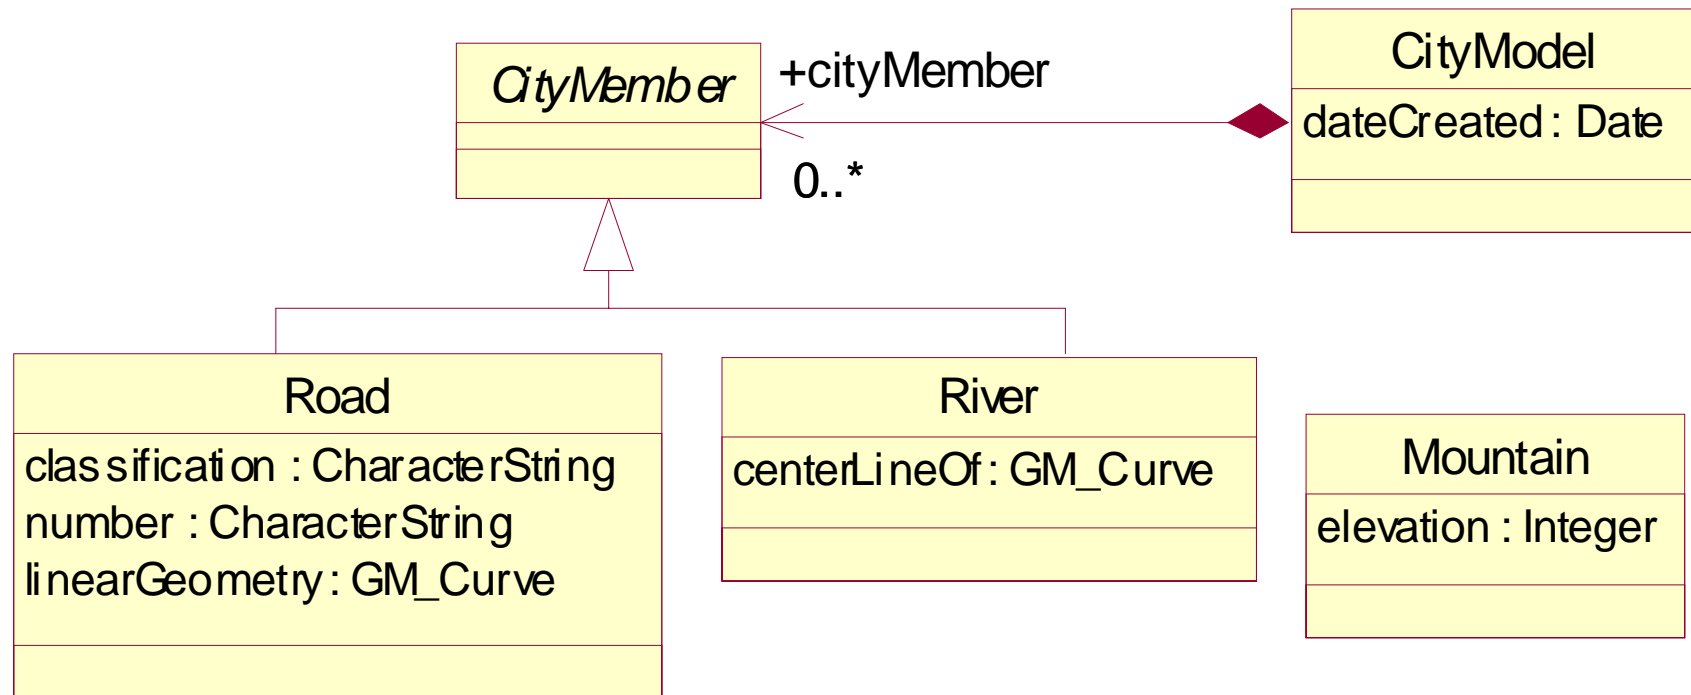 CityMember
+cityMember
0..*
CityModel
dateCreated : Date
Road
classification : CharacterString
number : CharacterString
linearGeometry : GM_Curve
River
centerLineOf : GM_Curve
Mountain
elevation : Integer